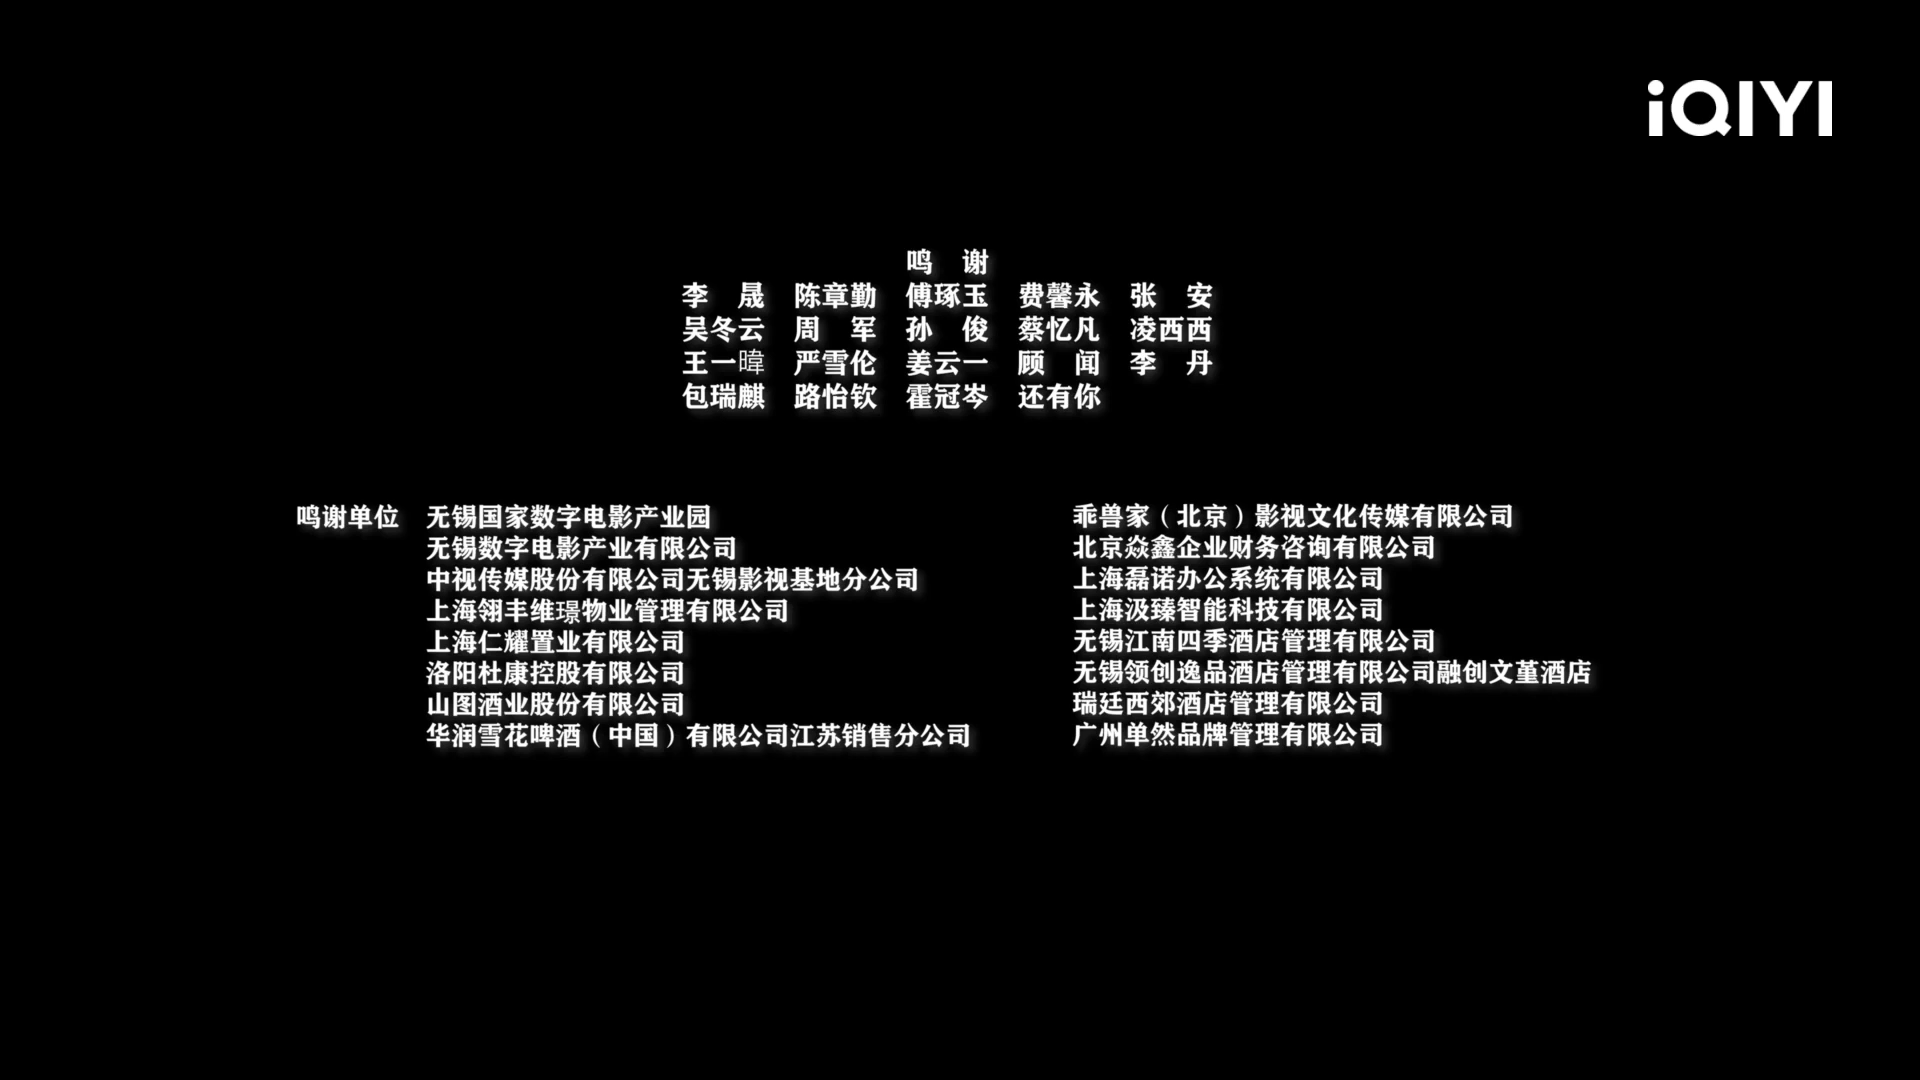 iQIYI
鸣　谢
李　晟　陈章勤　傅琢玉　费馨永　张　安
吴冬云　周　军　孙　俊　蔡忆凡　凌西西
王一暐　严雪伦　姜云一　顾　闻　李　丹
包瑞麒　路怡钦　霍冠岑　还有你
鸣谢单位　无锡国家数字电影产业园
无锡数字电影产业有限公司
中视传媒股份有限公司无锡影视基地分公司
上海翎丰维璟物业管理有限公司
上海仁耀置业有限公司
洛阳杜康控股有限公司
山图酒业股份有限公司
华润雪花啤酒（中国）有限公司江苏销售分公司
乖兽家（北京）影视文化传媒有限公司
北京焱鑫企业财务咨询有限公司
上海磊诺办公系统有限公司
上海汲臻智能科技有限公司
无锡江南四季酒店管理有限公司
无锡领创逸品酒店管理有限公司融创文堇酒店
瑞廷西郊酒店管理有限公司
广州单然品牌管理有限公司